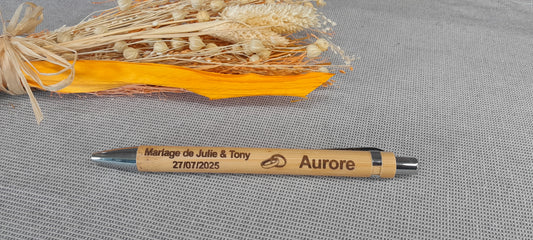 Mariage de Julie & Tony
27/07/2025
Aurore